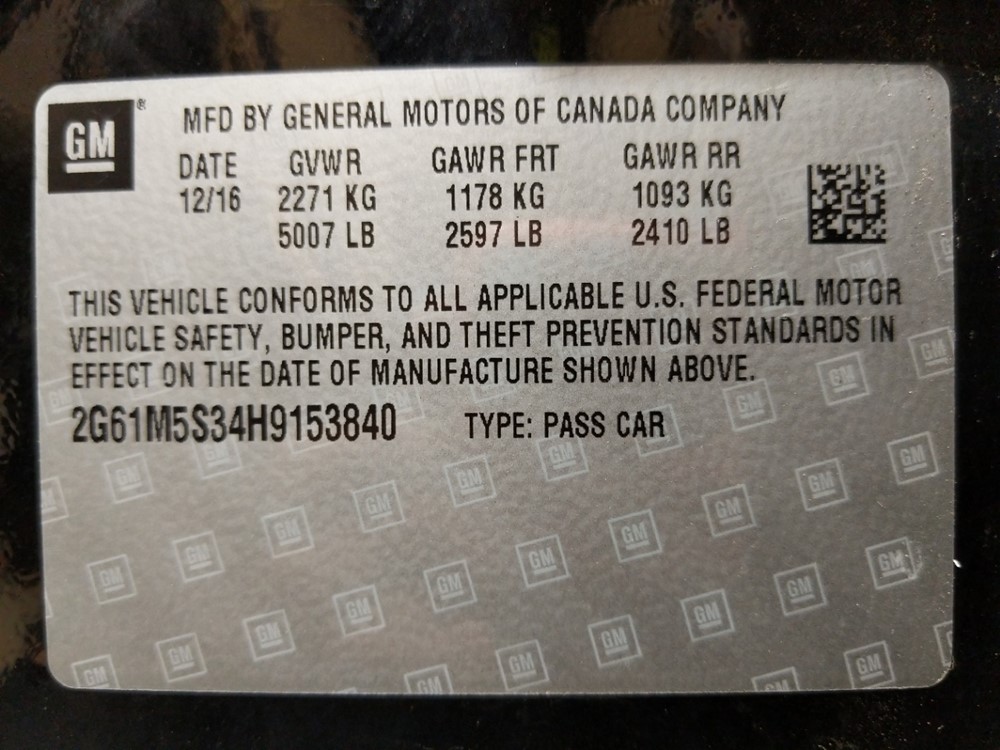 GM ®
MFD BY GENERAL MOTORS OF CANADA COMPANY
DATE GVWR GAWR FRT GAWR RR
12/16 2271 KG 1178 KG 1093 KG
5007 LB 2597 LB 2410 LB
THIS VEHICLE CONFORMS TO ALL APPLICABLE U.S. FEDERAL MOTOR
VEHICLE SAFETY, BUMPER, AND THEFT PREVENTION STANDARDS IN
EFFECT ON THE DATE OF MANUFACTURE SHOWN ABOVE.
2G61M5S34H9153840 TYPE: PASS CAR